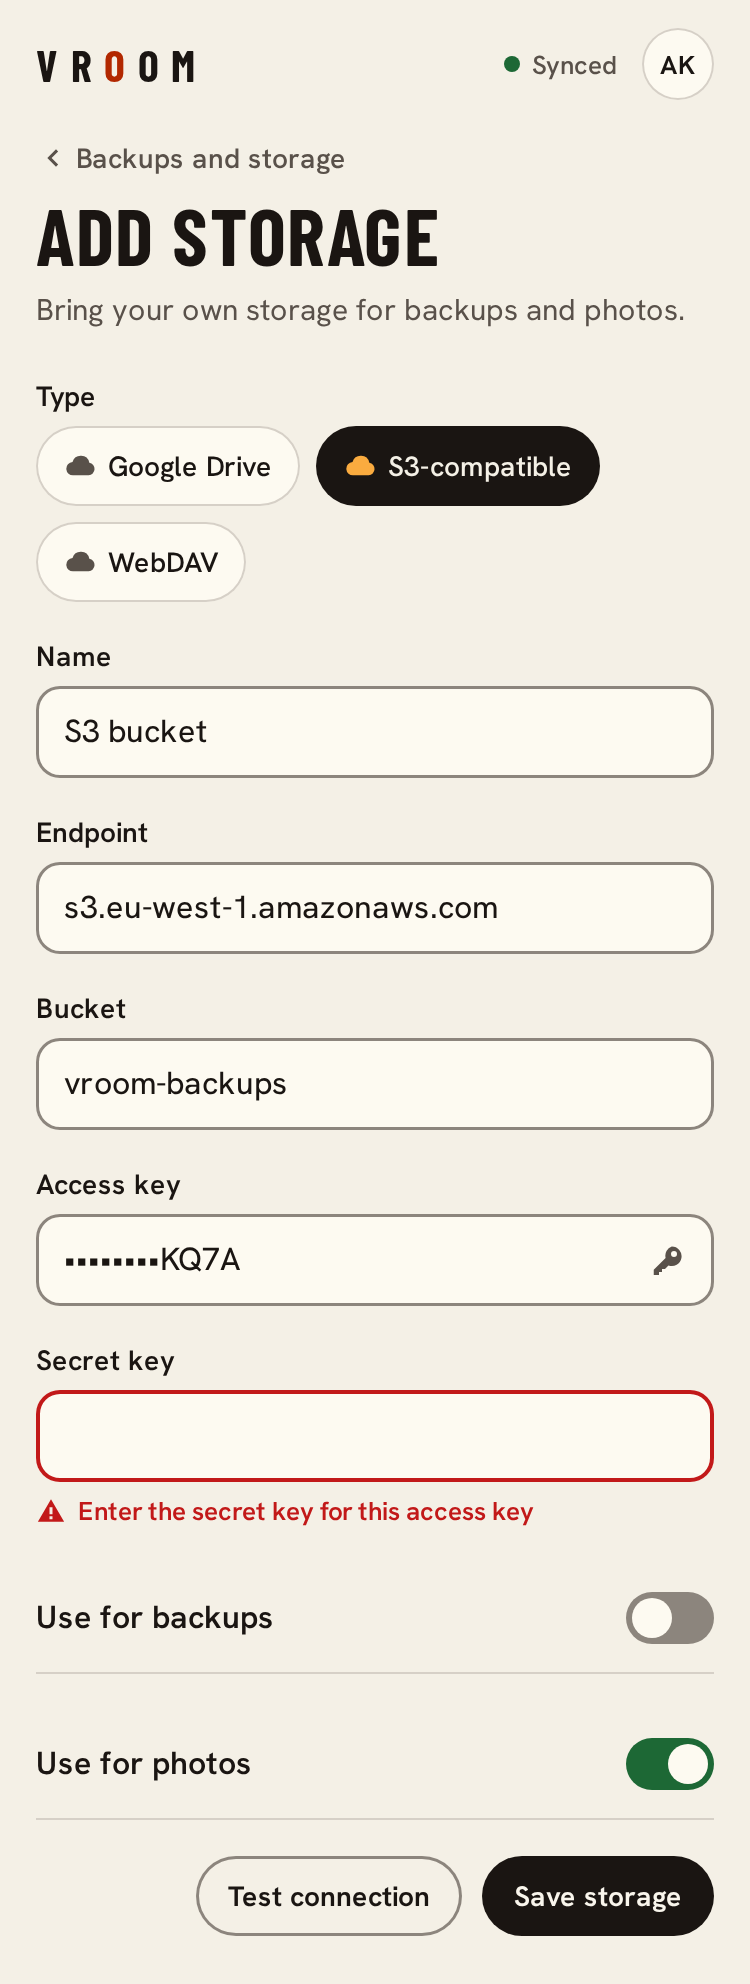 VROOM
Synced
AK
Backups and storage
ADD STORAGE
Bring your own storage for backups and photos.
Type
Google Drive
S3-compatible
WebDAV
Name
S3 bucket
Endpoint
s3.eu-west-1.amazonaws.com
Bucket
vroom-backups
Access key
▪▪▪▪▪▪▪▪KQ7A
Secret key
Enter the secret key for this access key
Use for backups
Use for photos
Test connection
Save storage